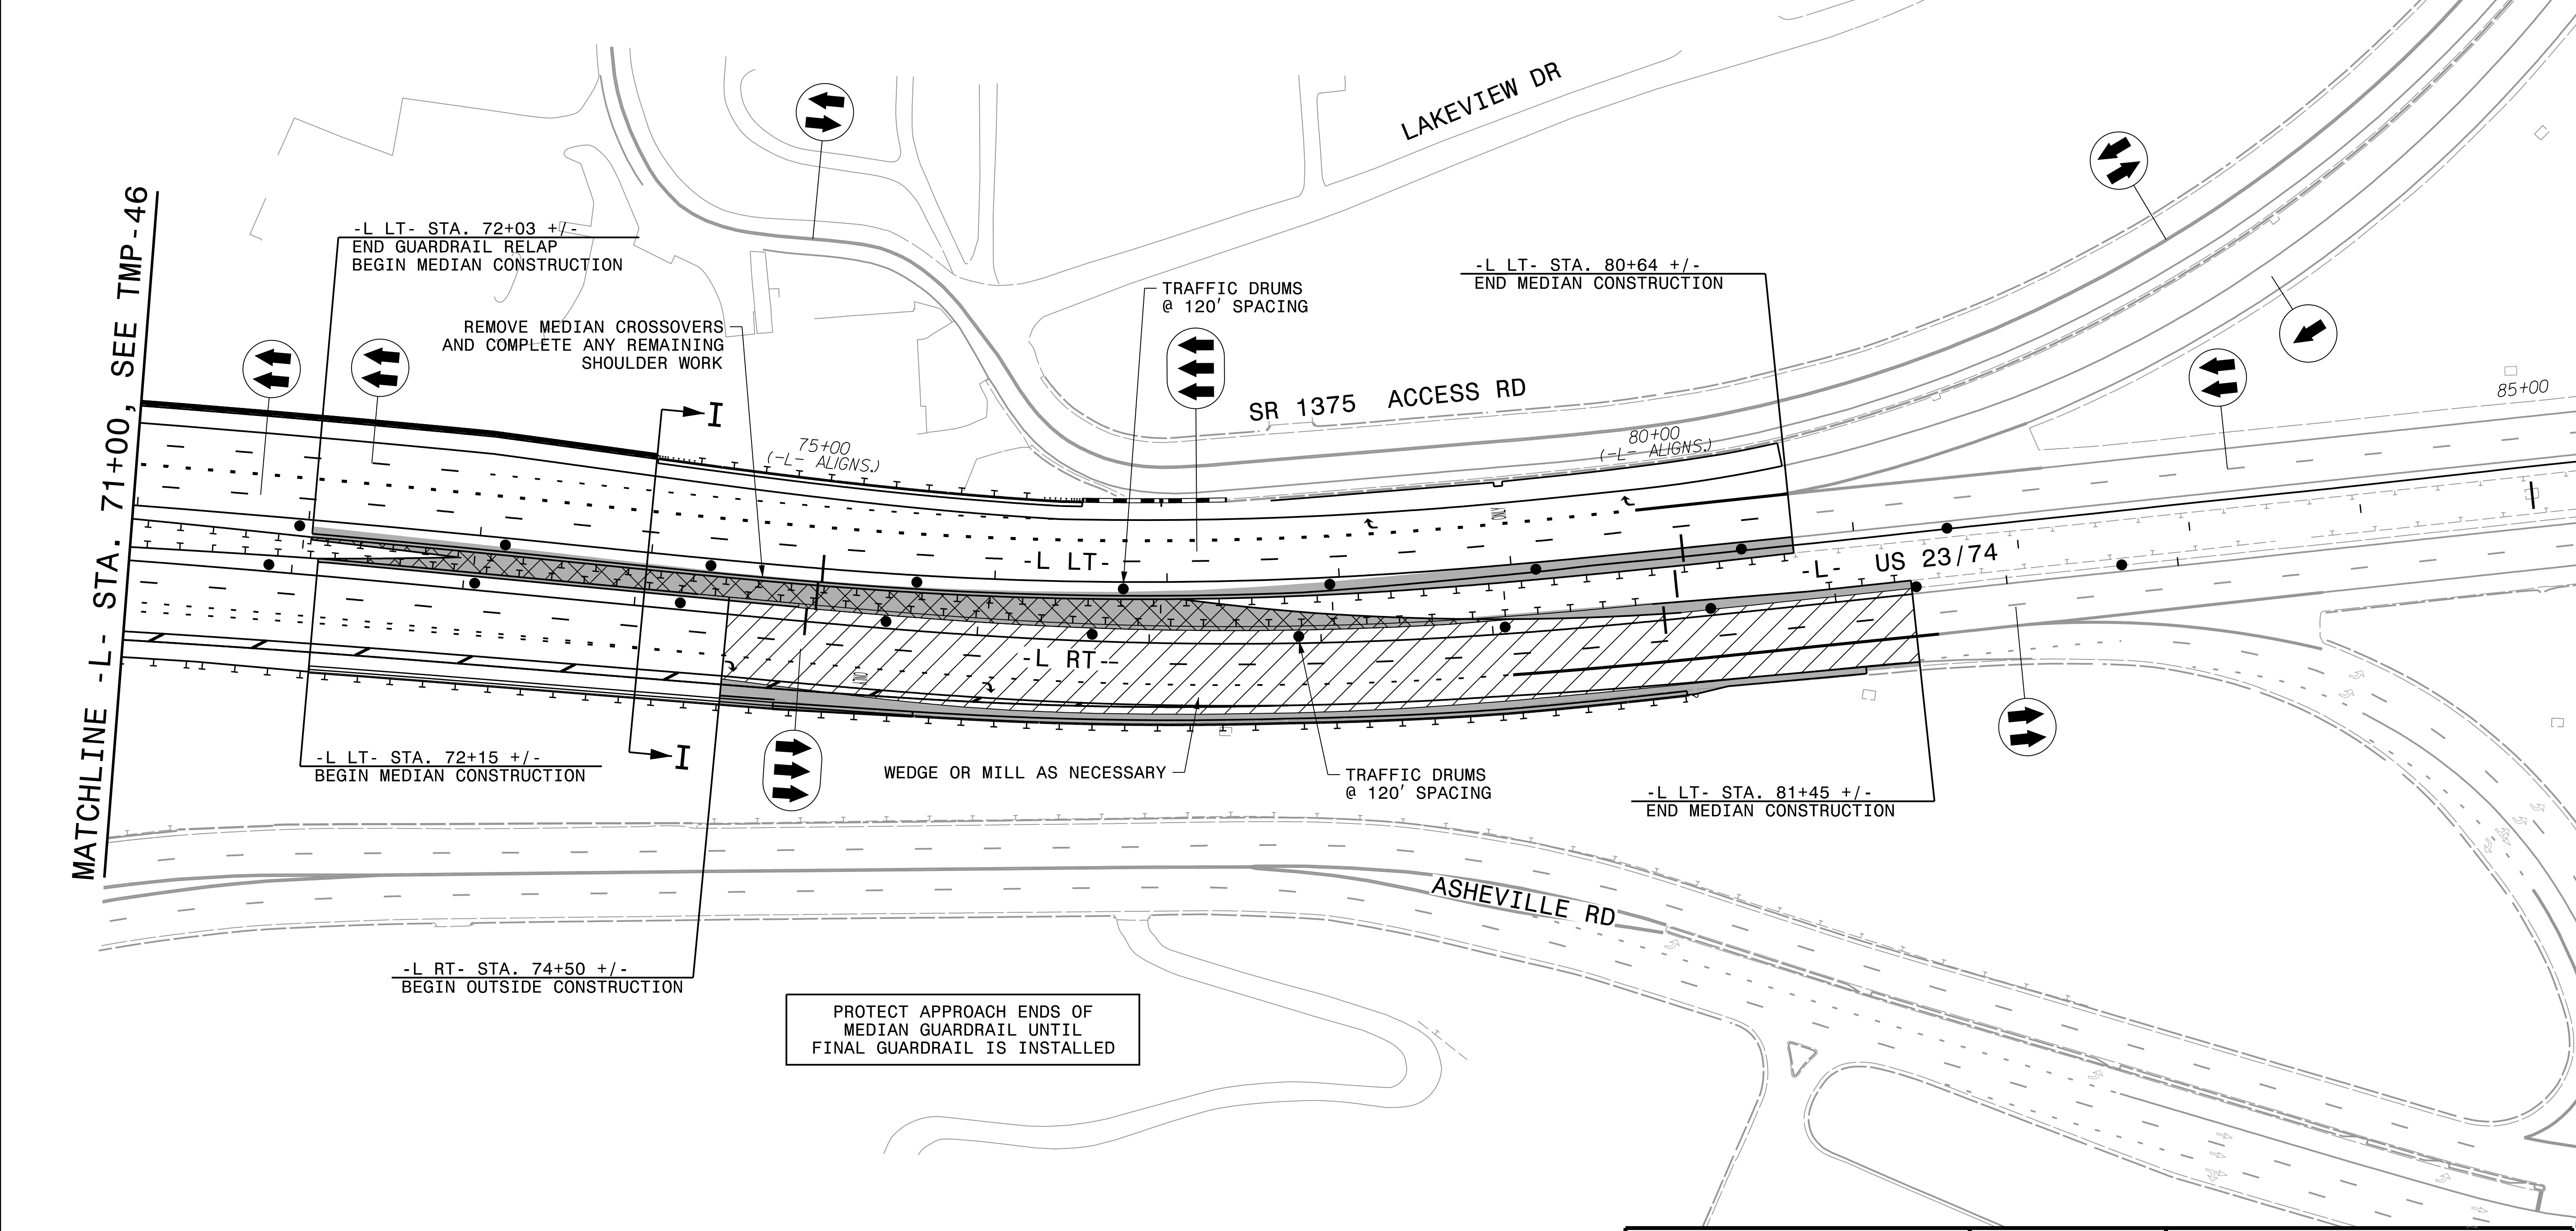 MATCHLINE -L- STA. 71+00, SEE TMP-46
-L LT- STA. 72+03 +/-
END GUARDRAIL RELAP
BEGIN MEDIAN CONSTRUCTION
REMOVE MEDIAN CROSSOVERS
AND COMPLETE ANY REMAINING
SHOULDER WORK
LAKEVIEW DR
TRAFFIC DRUMS
@ 120' SPACING
-L LT- STA. 80+64 +/-
END MEDIAN CONSTRUCTION
SR 1375 ACCESS RD
I
75+00
(-L- ALIGNS.)
80+00
(-L- ALIGNS.)
85+00
-L LT-
-L- US 23/74
-L RT-
I
-L LT- STA. 72+15 +/-
BEGIN MEDIAN CONSTRUCTION
WEDGE OR MILL AS NECESSARY
TRAFFIC DRUMS
@ 120' SPACING
-L LT- STA. 81+45 +/-
END MEDIAN CONSTRUCTION
ASHEVILLE RD
-L RT- STA. 74+50 +/-
BEGIN OUTSIDE CONSTRUCTION
PROTECT APPROACH ENDS OF
MEDIAN GUARDRAIL UNTIL
FINAL GUARDRAIL IS INSTALLED